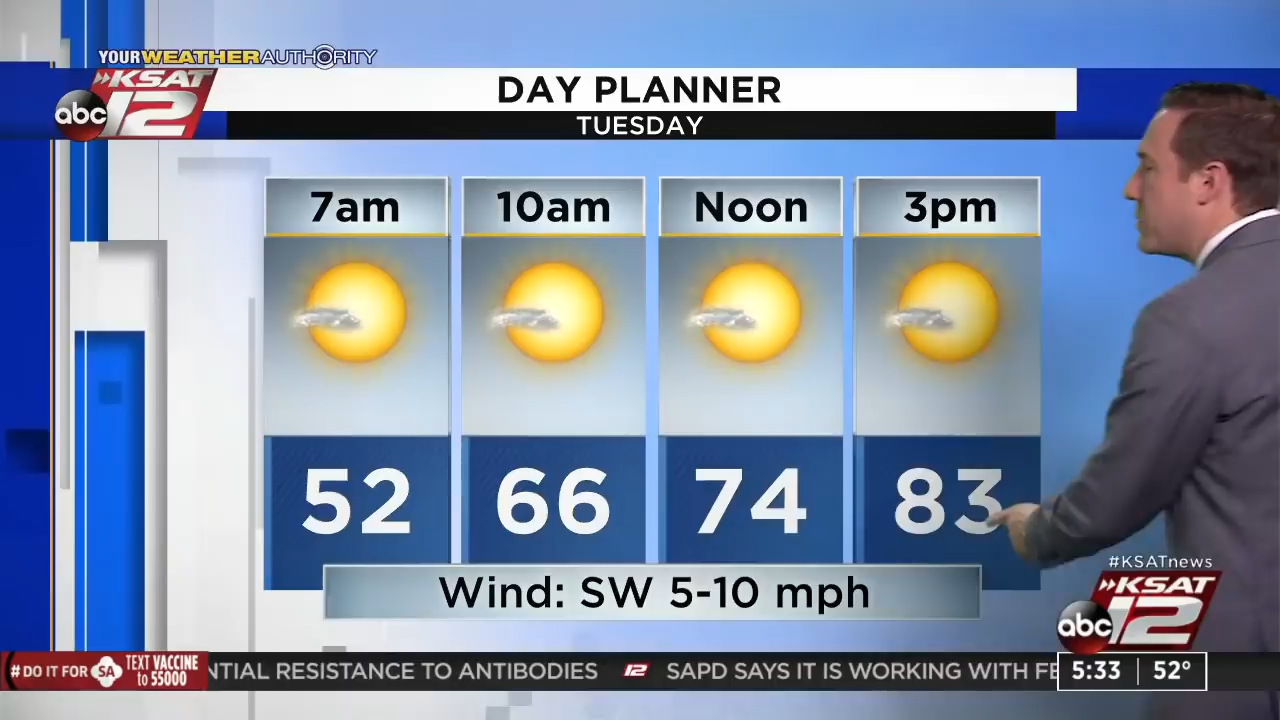 YOURWEATHERAUTHORITY
KSAT
abc 12
DAY PLANNER
TUESDAY
7am 10am Noon 3pm
52 66 74 83
Wind: SW 5-10 mph
#KSATnews
KSAT
abc 12
#DO IT FOR SA TEXT VACCINE to 55000
NTIAL RESISTANCE TO ANTIBODIES 12 SAPD SAYS IT IS WORKING WITH FE
5:33 52°